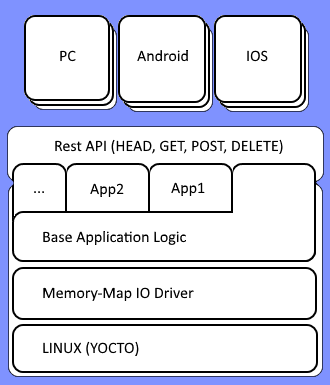 PC
Android
IOS
Rest API (HEAD, GET, POST, DELETE)
...
App2
App1
Base Application Logic
Memory-Map IO Driver
LINUX (YOCTO)